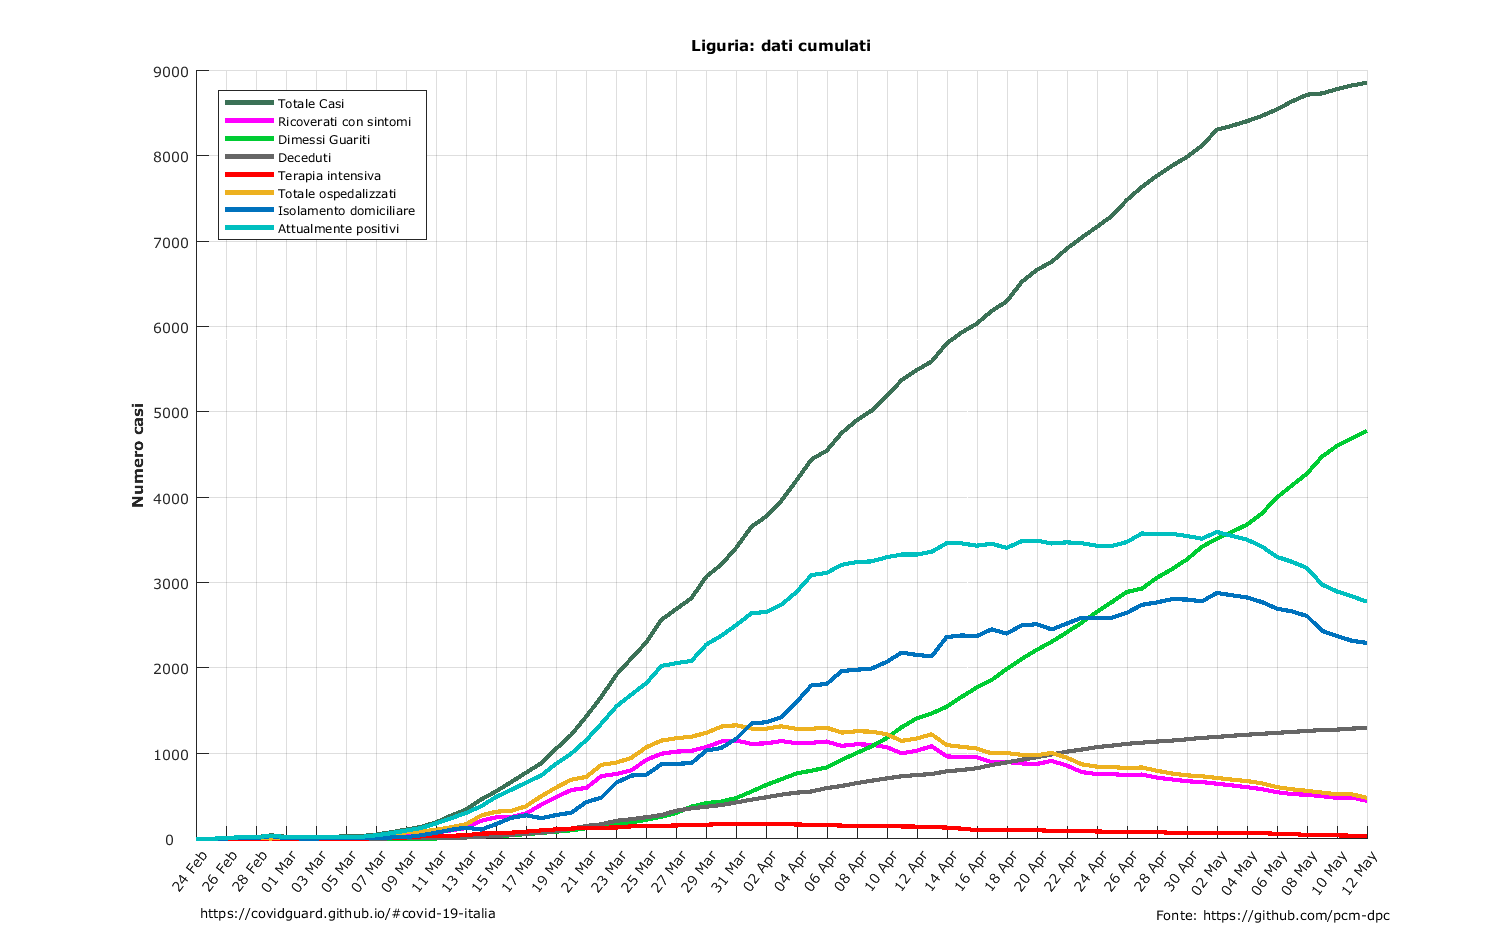 Liguria: dati cumulati
9000
8000
7000
6000
5000
4000
3000
2000
1000
0
Numero casi
Totale Casi
Ricoverati con sintomi
Dimessi Guariti
Deceduti
Terapia intensiva
Totale ospedalizzati
Isolamento domiciliare
Attualmente positivi
24 Feb
26 Feb
28 Feb
01 Mar
03 Mar
05 Mar
07 Mar
09 Mar
11 Mar
13 Mar
15 Mar
17 Mar
19 Mar
21 Mar
23 Mar
25 Mar
27 Mar
29 Mar
31 Mar
02 Apr
04 Apr
06 Apr
08 Apr
10 Apr
12 Apr
14 Apr
16 Apr
18 Apr
20 Apr
22 Apr
24 Apr
26 Apr
28 Apr
30 Apr
02 May
04 May
06 May
08 May
10 May
12 May
https://covidguard.github.io/#covid-19-italia
Fonte: https://github.com/pcm-dpc